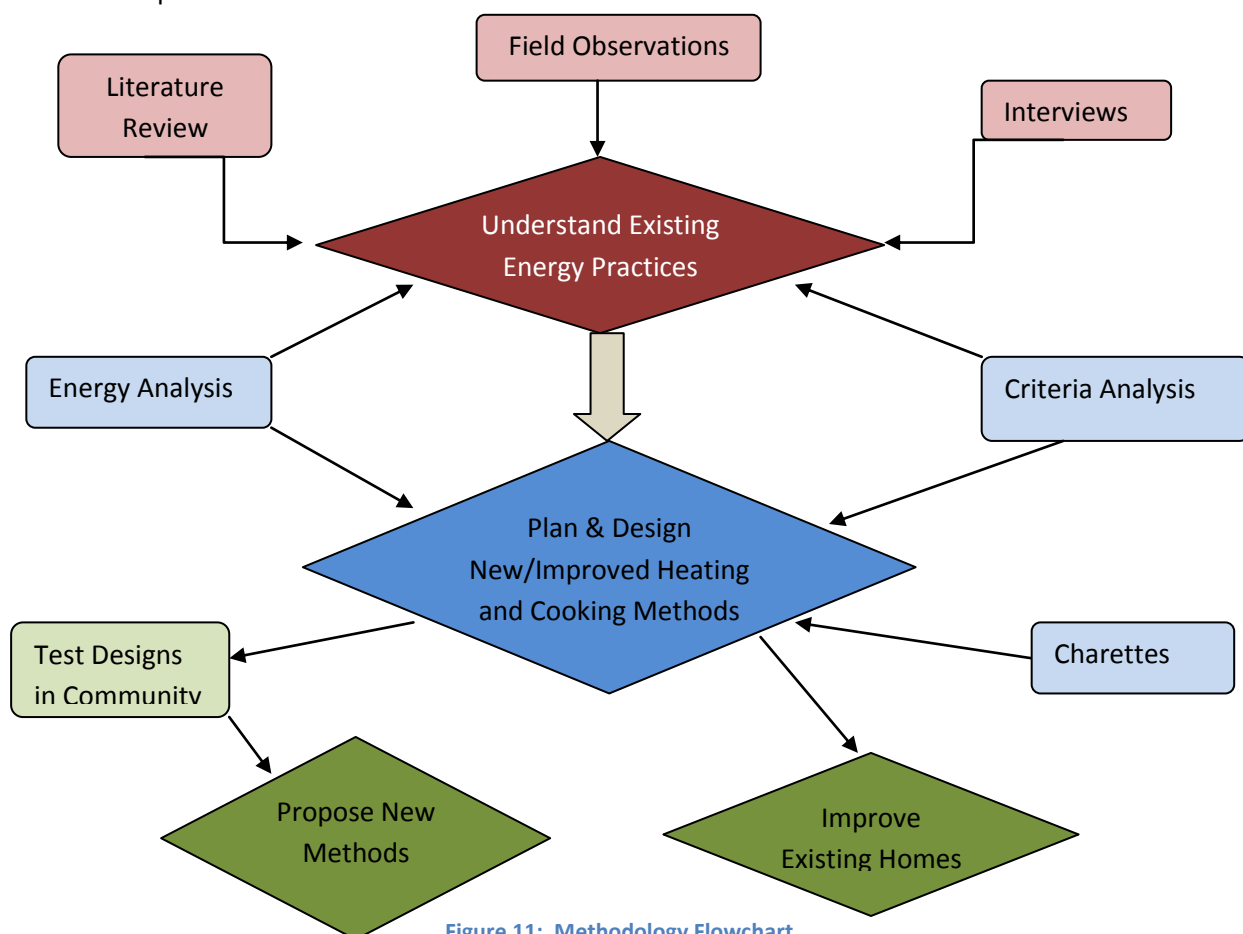 Field Observations
Literature
Review
Interviews
Understand Existing
Energy Practices
Energy Analysis
Criteria Analysis
Plan & Design
New/Improved Heating
and Cooking Methods
Test Designs
in Community
Charettes
Propose New
Methods
Improve
Existing Homes
Figure 11: Methodology Flowchart